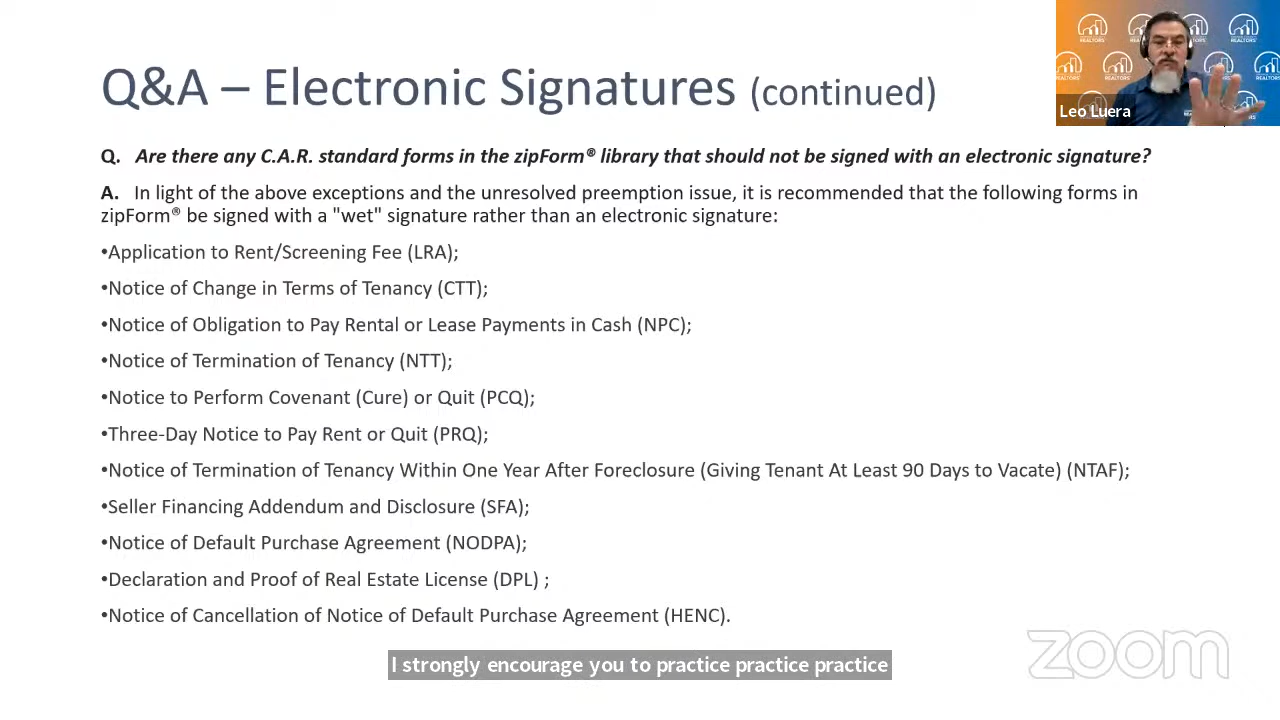 Q&A – Electronic Signatures (continued)
REALTORS
Leo Luera
Q. Are there any C.A.R. standard forms in the zipForm® library that should not be signed with an electronic signature?
A. In light of the above exceptions and the unresolved preemption issue, it is recommended that the following forms in
zipForm® be signed with a "wet" signature rather than an electronic signature:
•Application to Rent/Screening Fee (LRA);
•Notice of Change in Terms of Tenancy (CTT);
•Notice of Obligation to Pay Rental or Lease Payments in Cash (NPC);
•Notice of Termination of Tenancy (NTT);
•Notice to Perform Covenant (Cure) or Quit (PCQ);
•Three-Day Notice to Pay Rent or Quit (PRQ);
•Notice of Termination of Tenancy Within One Year After Foreclosure (Giving Tenant At Least 90 Days to Vacate) (NTAF);
•Seller Financing Addendum and Disclosure (SFA);
•Notice of Default Purchase Agreement (NODPA);
•Declaration and Proof of Real Estate License (DPL) ;
•Notice of Cancellation of Notice of Default Purchase Agreement (HENC).
I strongly encourage you to practice practice practice
zoom